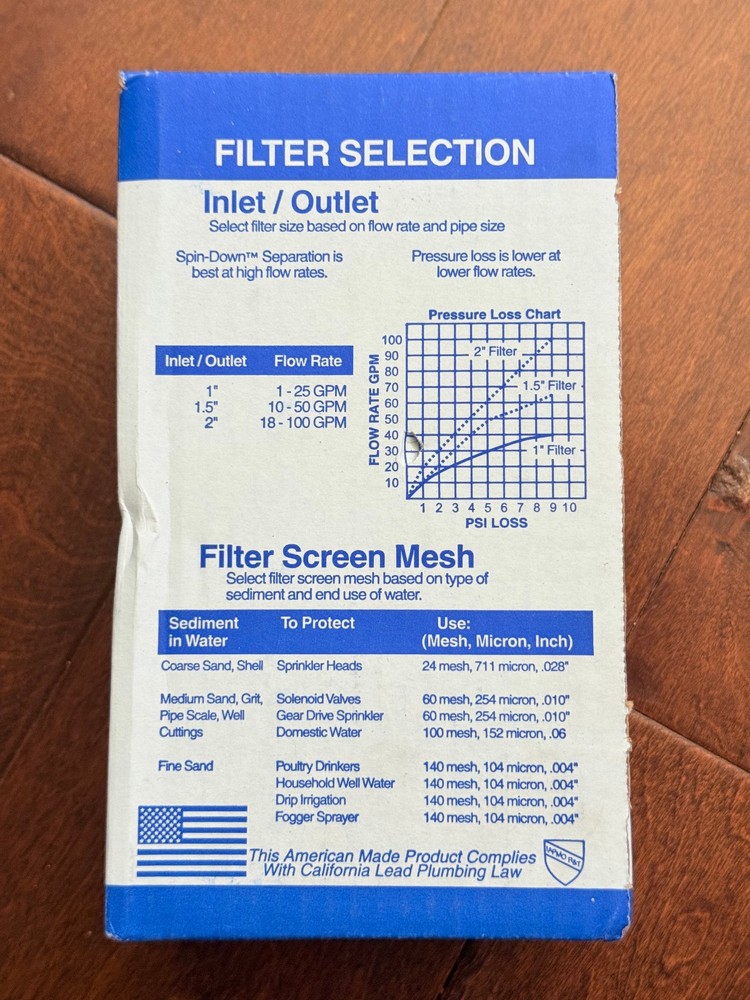 FILTER SELECTION
Inlet / Outlet
Select filter size based on flow rate and pipe size
Spin-Down™ Separation is
best at high flow rates.
Pressure loss is lower at
lower flow rates.
Inlet / Outlet Flow Rate
1" 1 - 25 GPM
1.5" 10 - 50 GPM
2" 18 - 100 GPM
Pressure Loss Chart
FLOW RATE GPM
100
90
80
70
60
50
40
30
20
10
2" Filter
1.5" Filter
1" Filter
1 2 3 4 5 6 7 8 9 10
PSI LOSS
Filter Screen Mesh
Select filter screen mesh based on type of
sediment and end use of water.
Sediment To Protect Use:
in Water (Mesh, Micron, Inch)
Coarse Sand, Shell Sprinkler Heads 24 mesh, 711 micron, .028"
Medium Sand, Grit, Solenoid Valves 60 mesh, 254 micron, .010"
Pipe Scale, Well Gear Drive Sprinkler 60 mesh, 254 micron, .010"
Cuttings Domestic Water 100 mesh, 152 micron, .06
Fine Sand Poultry Drinkers 140 mesh, 104 micron, .004"
Household Well Water 140 mesh, 104 micron, .004"
Drip Irrigation 140 mesh, 104 micron, .004"
Fogger Sprayer 140 mesh, 104 micron, .004"
This American Made Product Complies
With California Lead Plumbing Law
IAPMO R&T